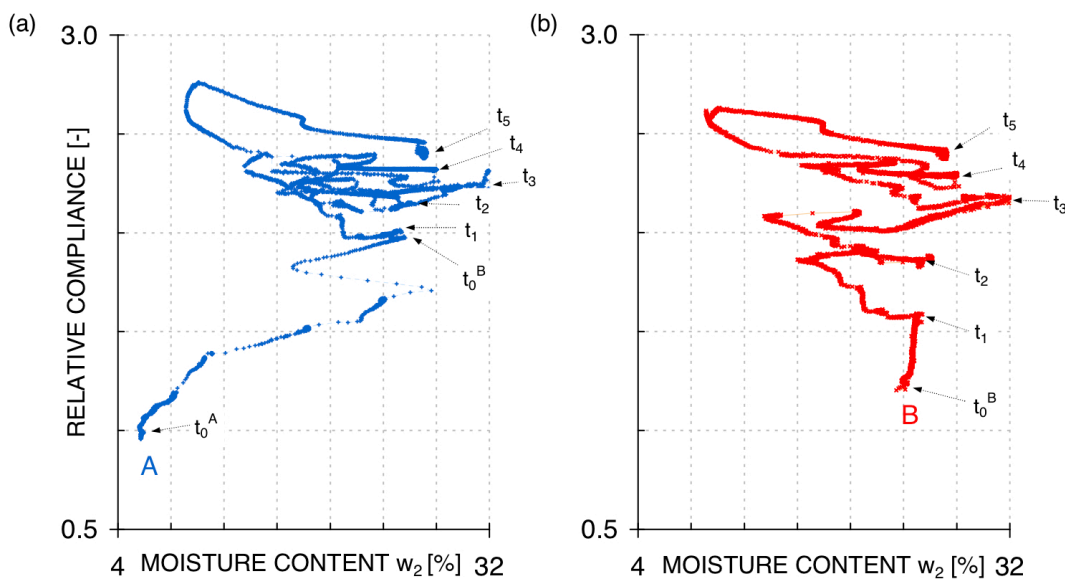 (a)
3.0
RELATIVE COMPLIANCE [-]
0.5
4
MOISTURE CONTENT w₂ [%]
32
t₅
t₄
t₃
t₂
t₁
t₀ᴮ
t₀ᴬ
A
(b)
3.0
0.5
4
MOISTURE CONTENT w₂ [%]
32
t₅
t₄
t₃
t₂
t₁
t₀ᴮ
B